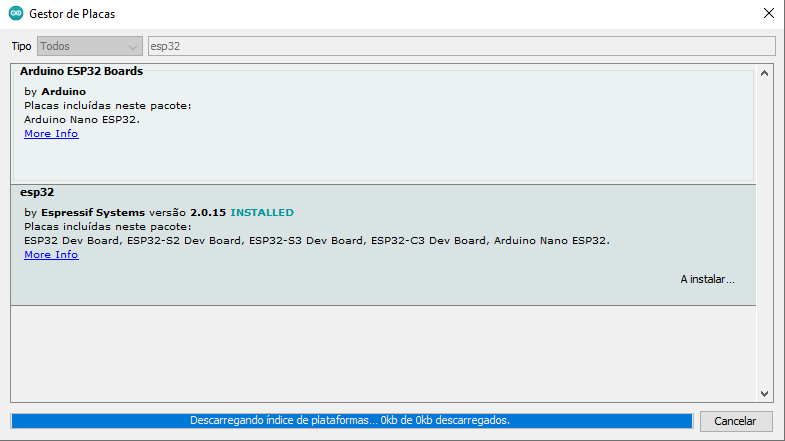 Gestor de Placas
Tipo Todos esp32
Arduino ESP32 Boards
by Arduino
Placas incluídas neste pacote:
Arduino Nano ESP32.
More Info
esp32
by Espressif Systems versão 2.0.15 INSTALLED
Placas incluídas neste pacote:
ESP32 Dev Board, ESP32-S2 Dev Board, ESP32-S3 Dev Board, ESP32-C3 Dev Board, Arduino Nano ESP32.
More Info
A instalar...
Descarregando índice de plataformas... 0kb de 0kb descarregados.
Cancelar